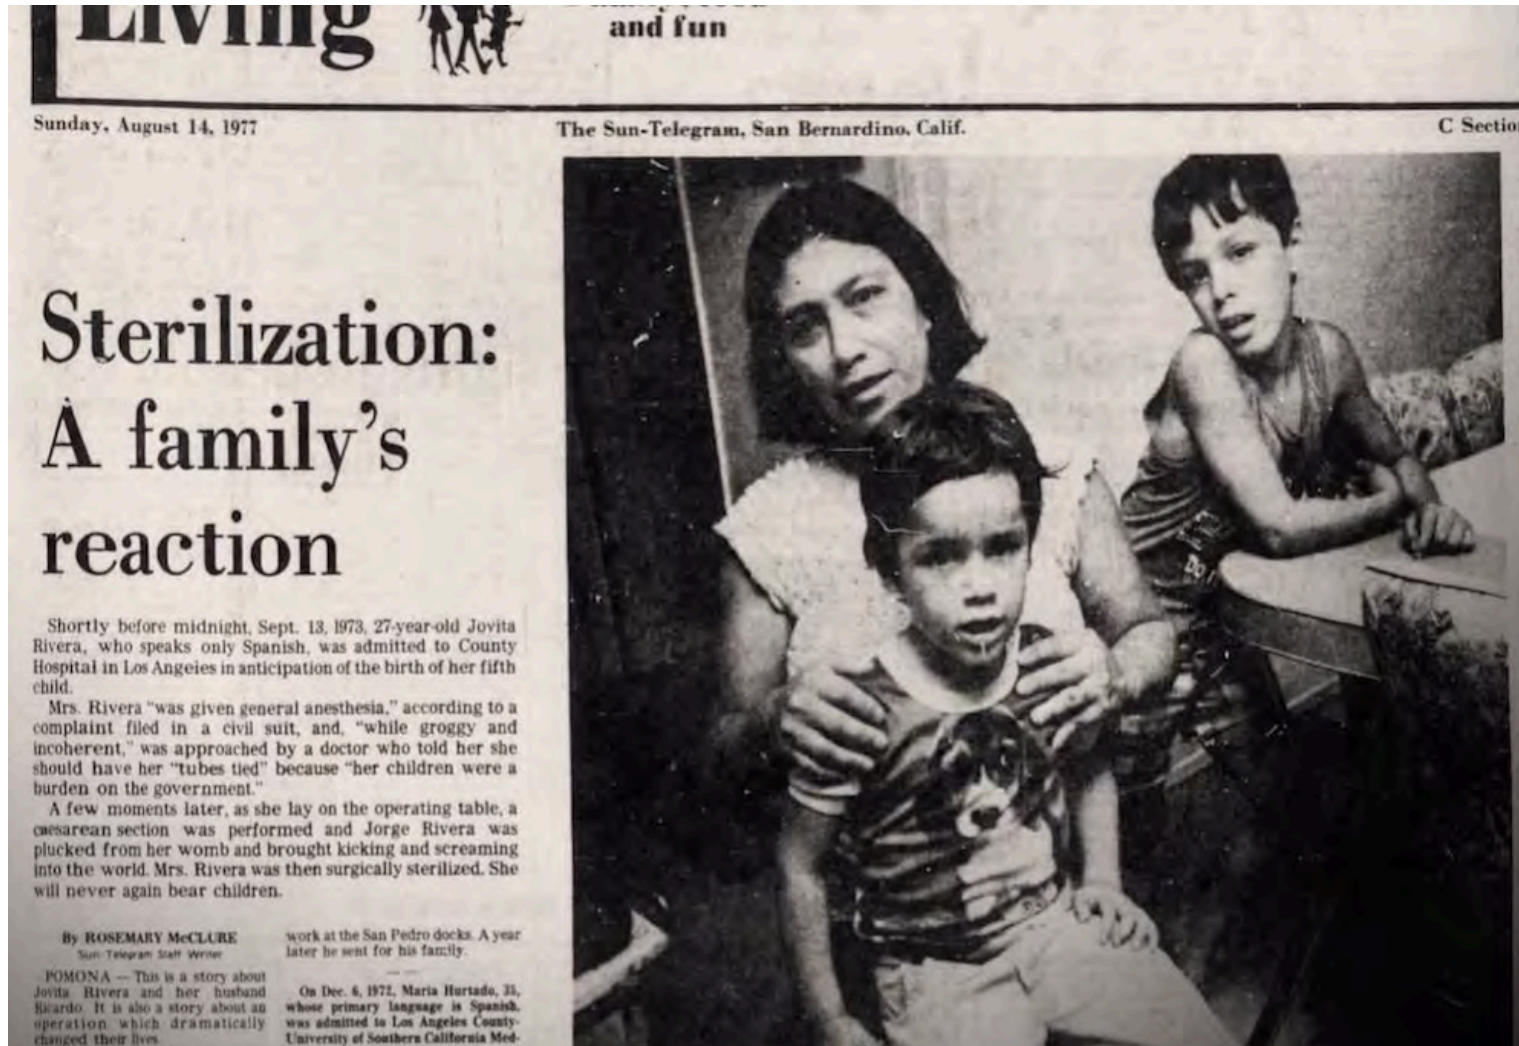 Living
and fun
Sunday, August 14, 1977
The Sun-Telegram, San Bernardino, Calif.
C Section
Sterilization:
A family's
reaction
Shortly before midnight, Sept. 13, 1973, 27-year-old Jovita
Rivera, who speaks only Spanish, was admitted to County
Hospital in Los Angeles in anticipation of the birth of her fifth
child.
Mrs. Rivera "was given general anesthesia," according to a
complaint filed in a civil suit, and, "while groggy and
incoherent," was approached by a doctor who told her she
should have her "tubes tied" because "her children were a
burden on the government."
A few moments later, as she lay on the operating table, a
caesarean section was performed and Jorge Rivera was
plucked from her womb and brought kicking and screaming
into the world. Mrs. Rivera was then surgically sterilized. She
will never again bear children.
By ROSEMARY McCLURE
Sun-Telegram Staff Writer
POMONA — This is a story about
Jovita Rivera and her husband
Ricardo. It is also a story about an
operation which dramatically
changed their lives.
work at the San Pedro docks. A year
later he sent for his family.
On Dec. 6, 1972, Maria Hurtado, 35,
whose primary language is Spanish,
was admitted to Los Angeles County-
University of Southern California Med-